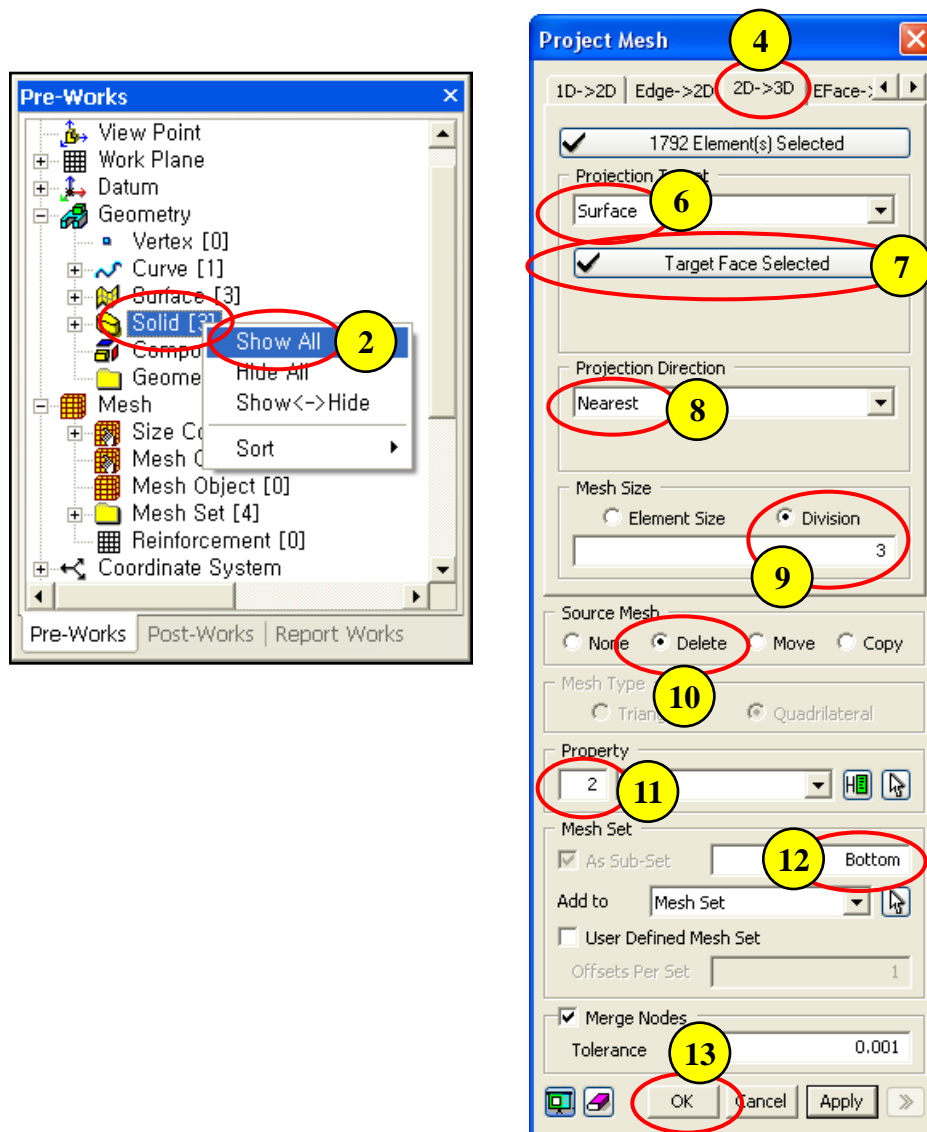 Pre-Works
View Point
Work Plane
Datum
Geometry
Vertex [0]
Curve [1]
Surface [3]
Solid [3]
Show All
2
Hide All
Show<->Hide
Sort
Mesh
Mesh Object [0]
Mesh Set [4]
Reinforcement [0]
Coordinate System
Pre-Works Post-Works Report Works
Project Mesh
4
1D->2D Edge->2D 2D->3D EFace->
1792 Element(s) Selected
Projection
Surface
6
Target Face Selected
7
Projection Direction
Nearest
8
Mesh Size
Element Size Division
3
9
Source Mesh
None Delete Move Copy
10
Mesh Type
Quadrilateral
Property
2
11
Mesh Set
As Sub-Set Bottom
12
Add to Mesh Set
User Defined Mesh Set
Offsets Per Set 1
Merge Nodes
Tolerance 0.001
13
OK Cancel Apply